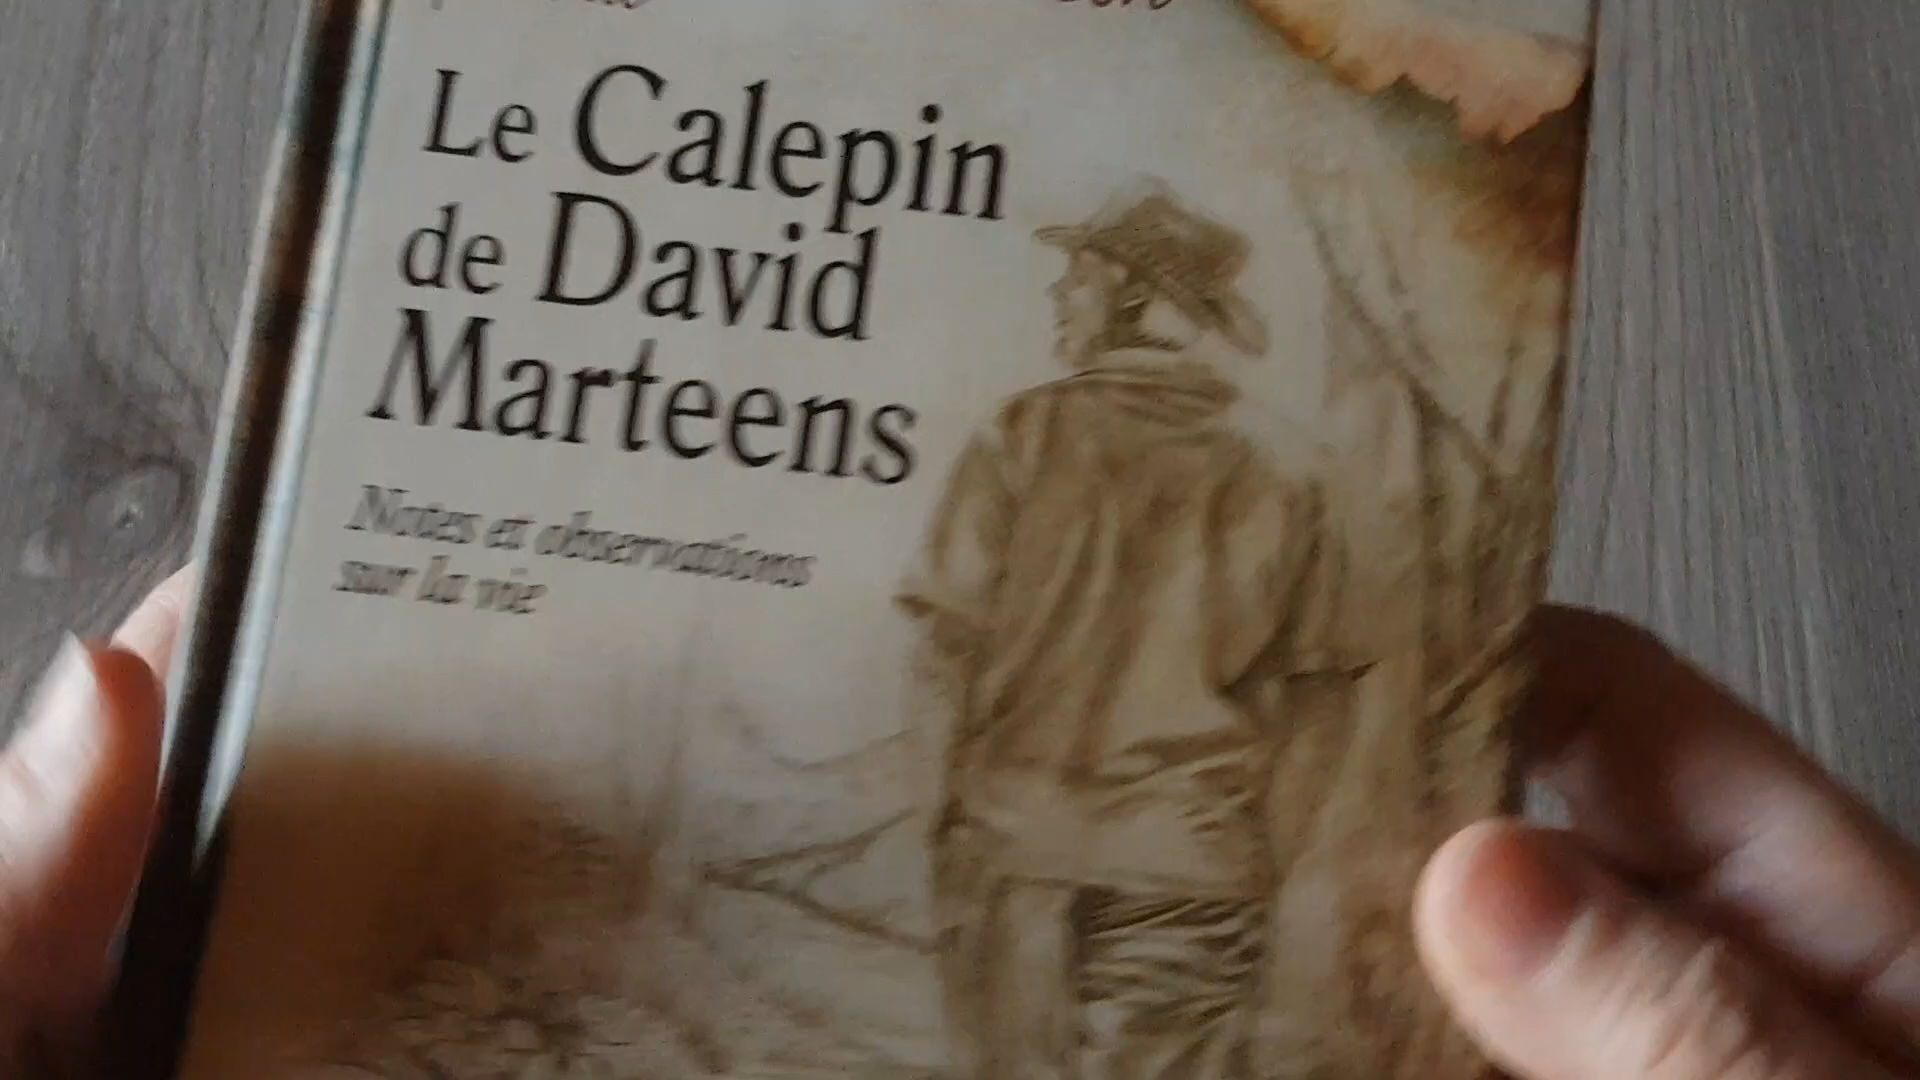 Le Calepin
de David
Marteens
Notes et observations
sur la vie